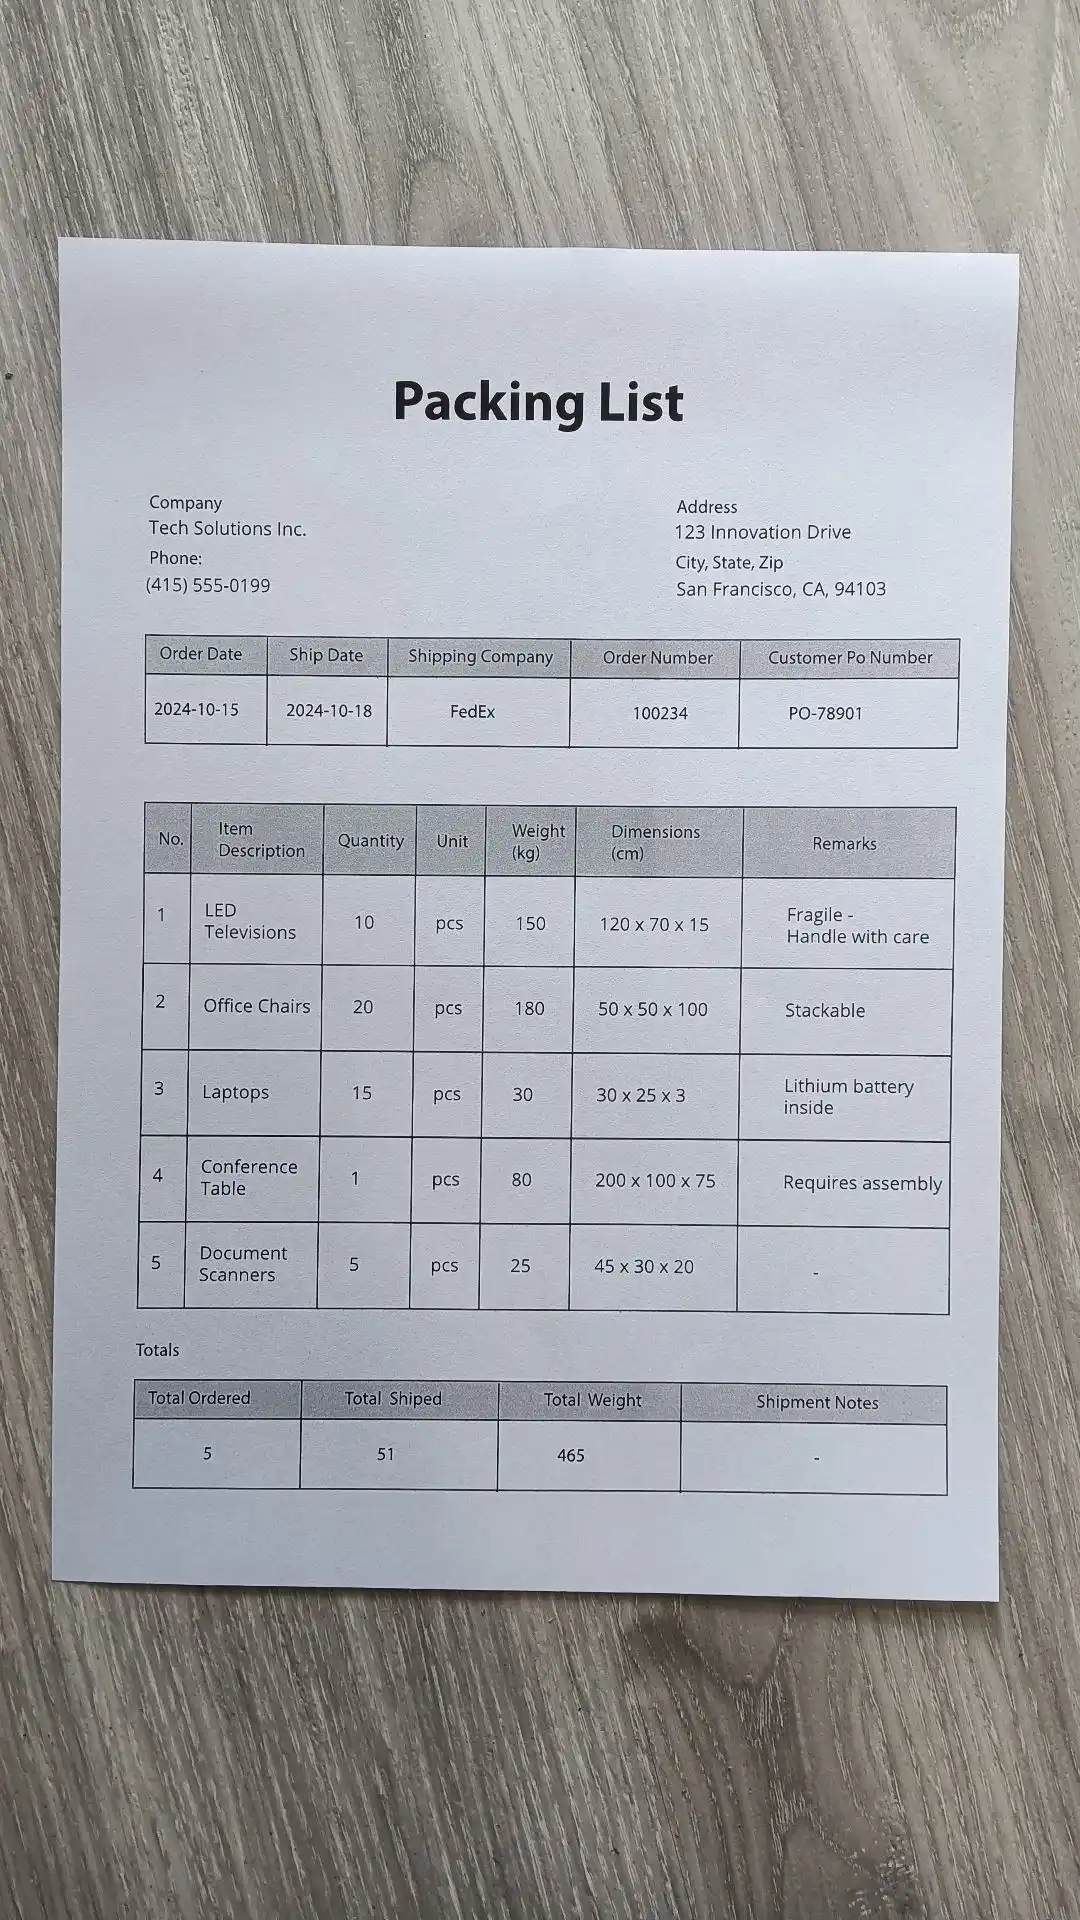 Packing List
Company
Tech Solutions Inc.
Phone:
(415) 555-0199
Address
123 Innovation Drive
City, State, Zip
San Francisco, CA, 94103
Order Date Ship Date Shipping Company Order Number Customer Po Number
2024-10-15 2024-10-18 FedEx 100234 PO-78901
No. Item Description Quantity Unit Weight (kg) Dimensions (cm) Remarks
1 LED Televisions 10 pcs 150 120 x 70 x 15 Fragile - Handle with care
2 Office Chairs 20 pcs 180 50 x 50 x 100 Stackable
3 Laptops 15 pcs 30 30 x 25 x 3 Lithium battery inside
4 Conference Table 1 pcs 80 200 x 100 x 75 Requires assembly
5 Document Scanners 5 pcs 25 45 x 30 x 20 -
Totals
Total Ordered Total Shiped Total Weight Shipment Notes
5 51 465 -